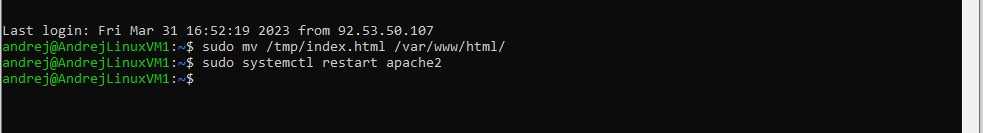 Last login: Fri Mar 31 16:52:19 2023 from 92.53.50.107
andrej@AndrejLinuxVM1:~$ sudo mv /tmp/index.html /var/www/html/
andrej@AndrejLinuxVM1:~$ sudo systemctl restart apache2
andrej@AndrejLinuxVM1:~$